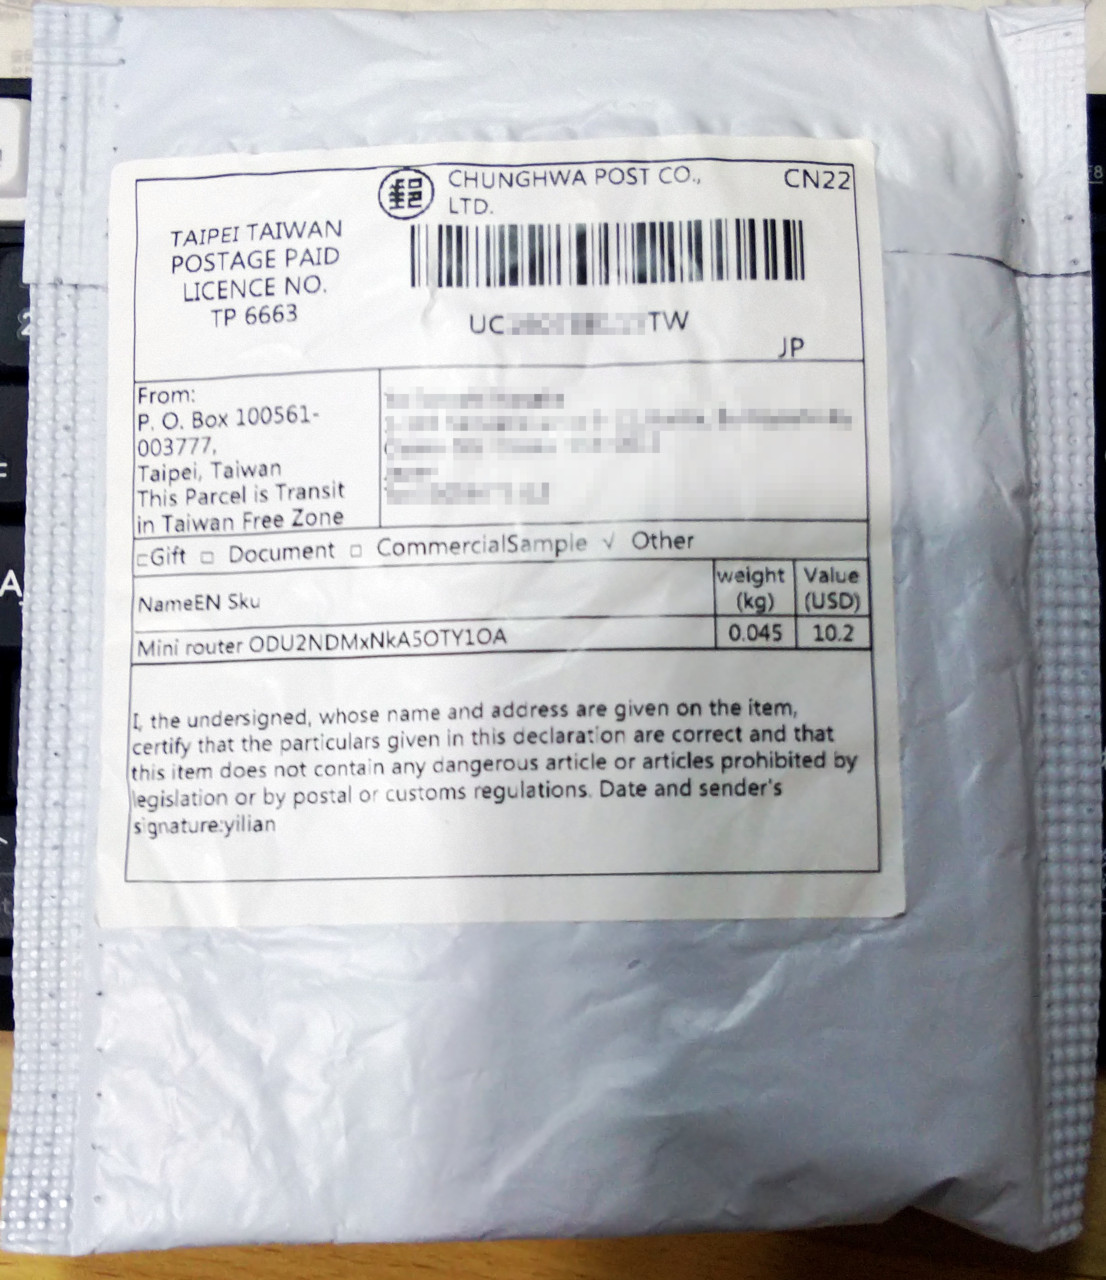 CHUNGHWA POST CO.,
LTD.
CN22
TAIPEI TAIWAN
POSTAGE PAID
LICENCE NO.
TP 6663
UC TW
JP
From:
P. O. Box 100561-
003777,
Taipei, Taiwan
This Parcel is Transit
in Taiwan Free Zone
□Gift □ Document □ CommercialSample √ Other
NameEN Sku
weight
(kg)
Value
(USD)
Mini router ODU2NDMxNkA5OTY1OA
0.045
10.2
I, the undersigned, whose name and address are given on the item,
certify that the particulars given in this declaration are correct and that
this item does not contain any dangerous article or articles prohibited by
legislation or by postal or customs regulations. Date and sender's
signature:yilian
F8
2
A